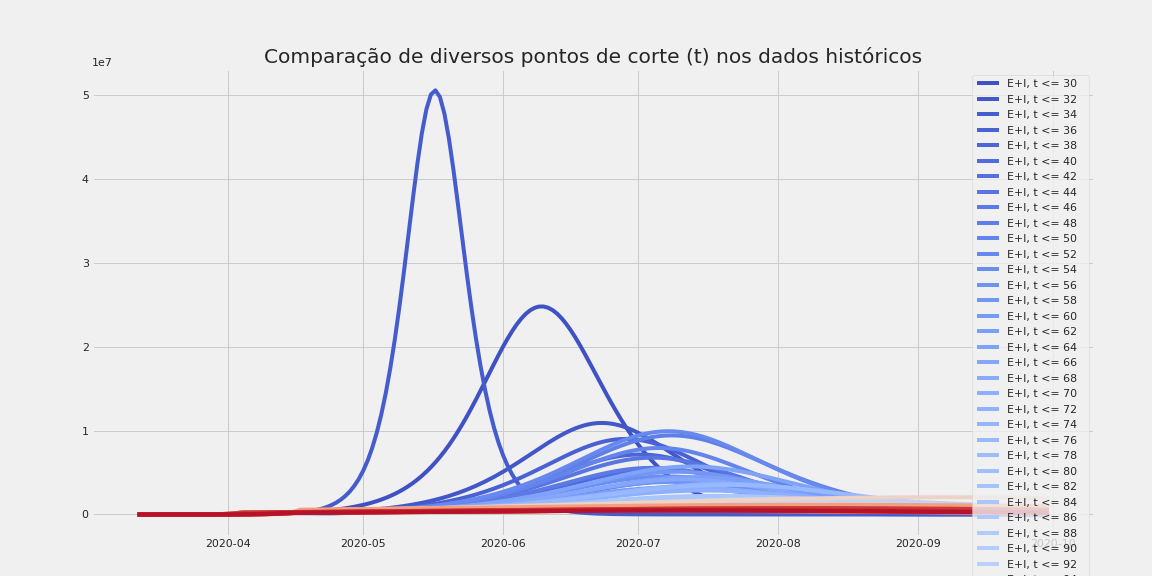 Comparação de diversos pontos de corte (t) nos dados históricos
1e7
5
4
3
2
1
0
2020-04
2020-05
2020-06
2020-07
2020-08
2020-09
2020-10
E+I, t <= 30
E+I, t <= 32
E+I, t <= 34
E+I, t <= 36
E+I, t <= 38
E+I, t <= 40
E+I, t <= 42
E+I, t <= 44
E+I, t <= 46
E+I, t <= 48
E+I, t <= 50
E+I, t <= 52
E+I, t <= 54
E+I, t <= 56
E+I, t <= 58
E+I, t <= 60
E+I, t <= 62
E+I, t <= 64
E+I, t <= 66
E+I, t <= 68
E+I, t <= 70
E+I, t <= 72
E+I, t <= 74
E+I, t <= 76
E+I, t <= 78
E+I, t <= 80
E+I, t <= 82
E+I, t <= 84
E+I, t <= 86
E+I, t <= 88
E+I, t <= 90
E+I, t <= 92